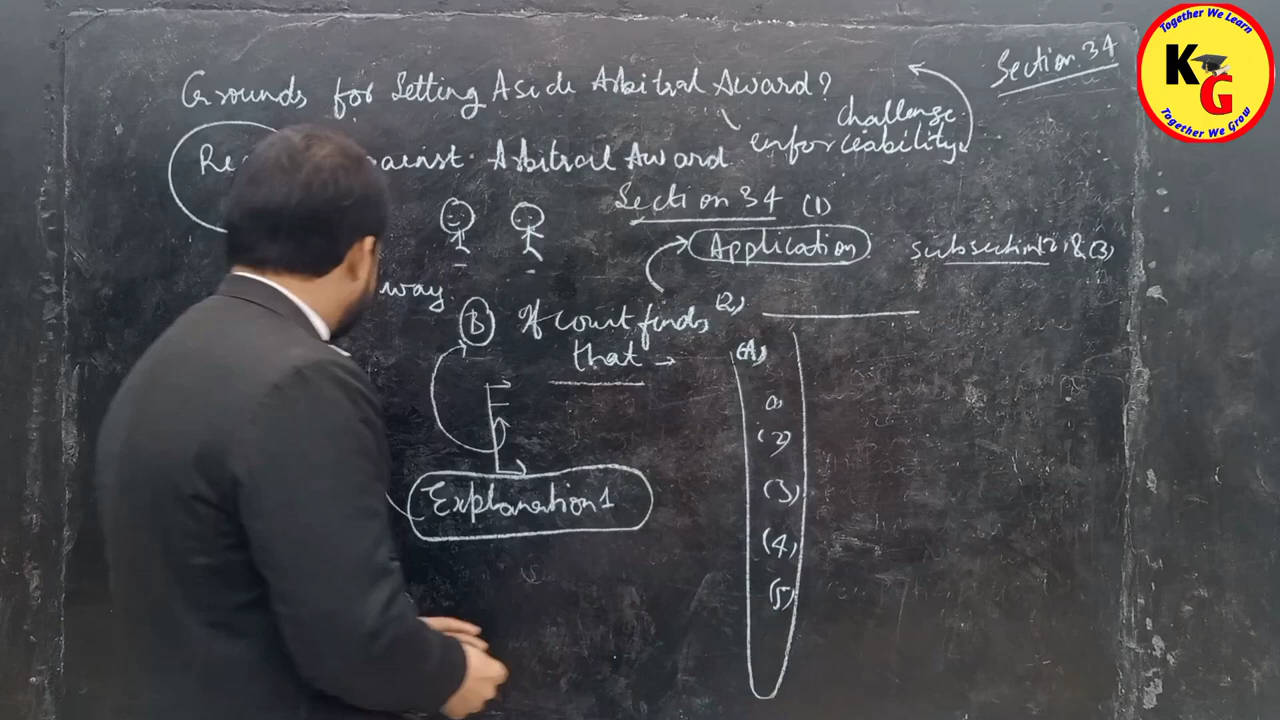 Section 34
Together We Learn
KG
Together We Grow
Grounds for Setting Aside Arbitral Award?
challenge
enforceability
Arbitral Award
Section 34 (1)
Application
subsection (2) & (3)
way
(B) If court finds (2)
that →
(A)
(1)
(2)
(3)
(4)
(5)
Explanation 1